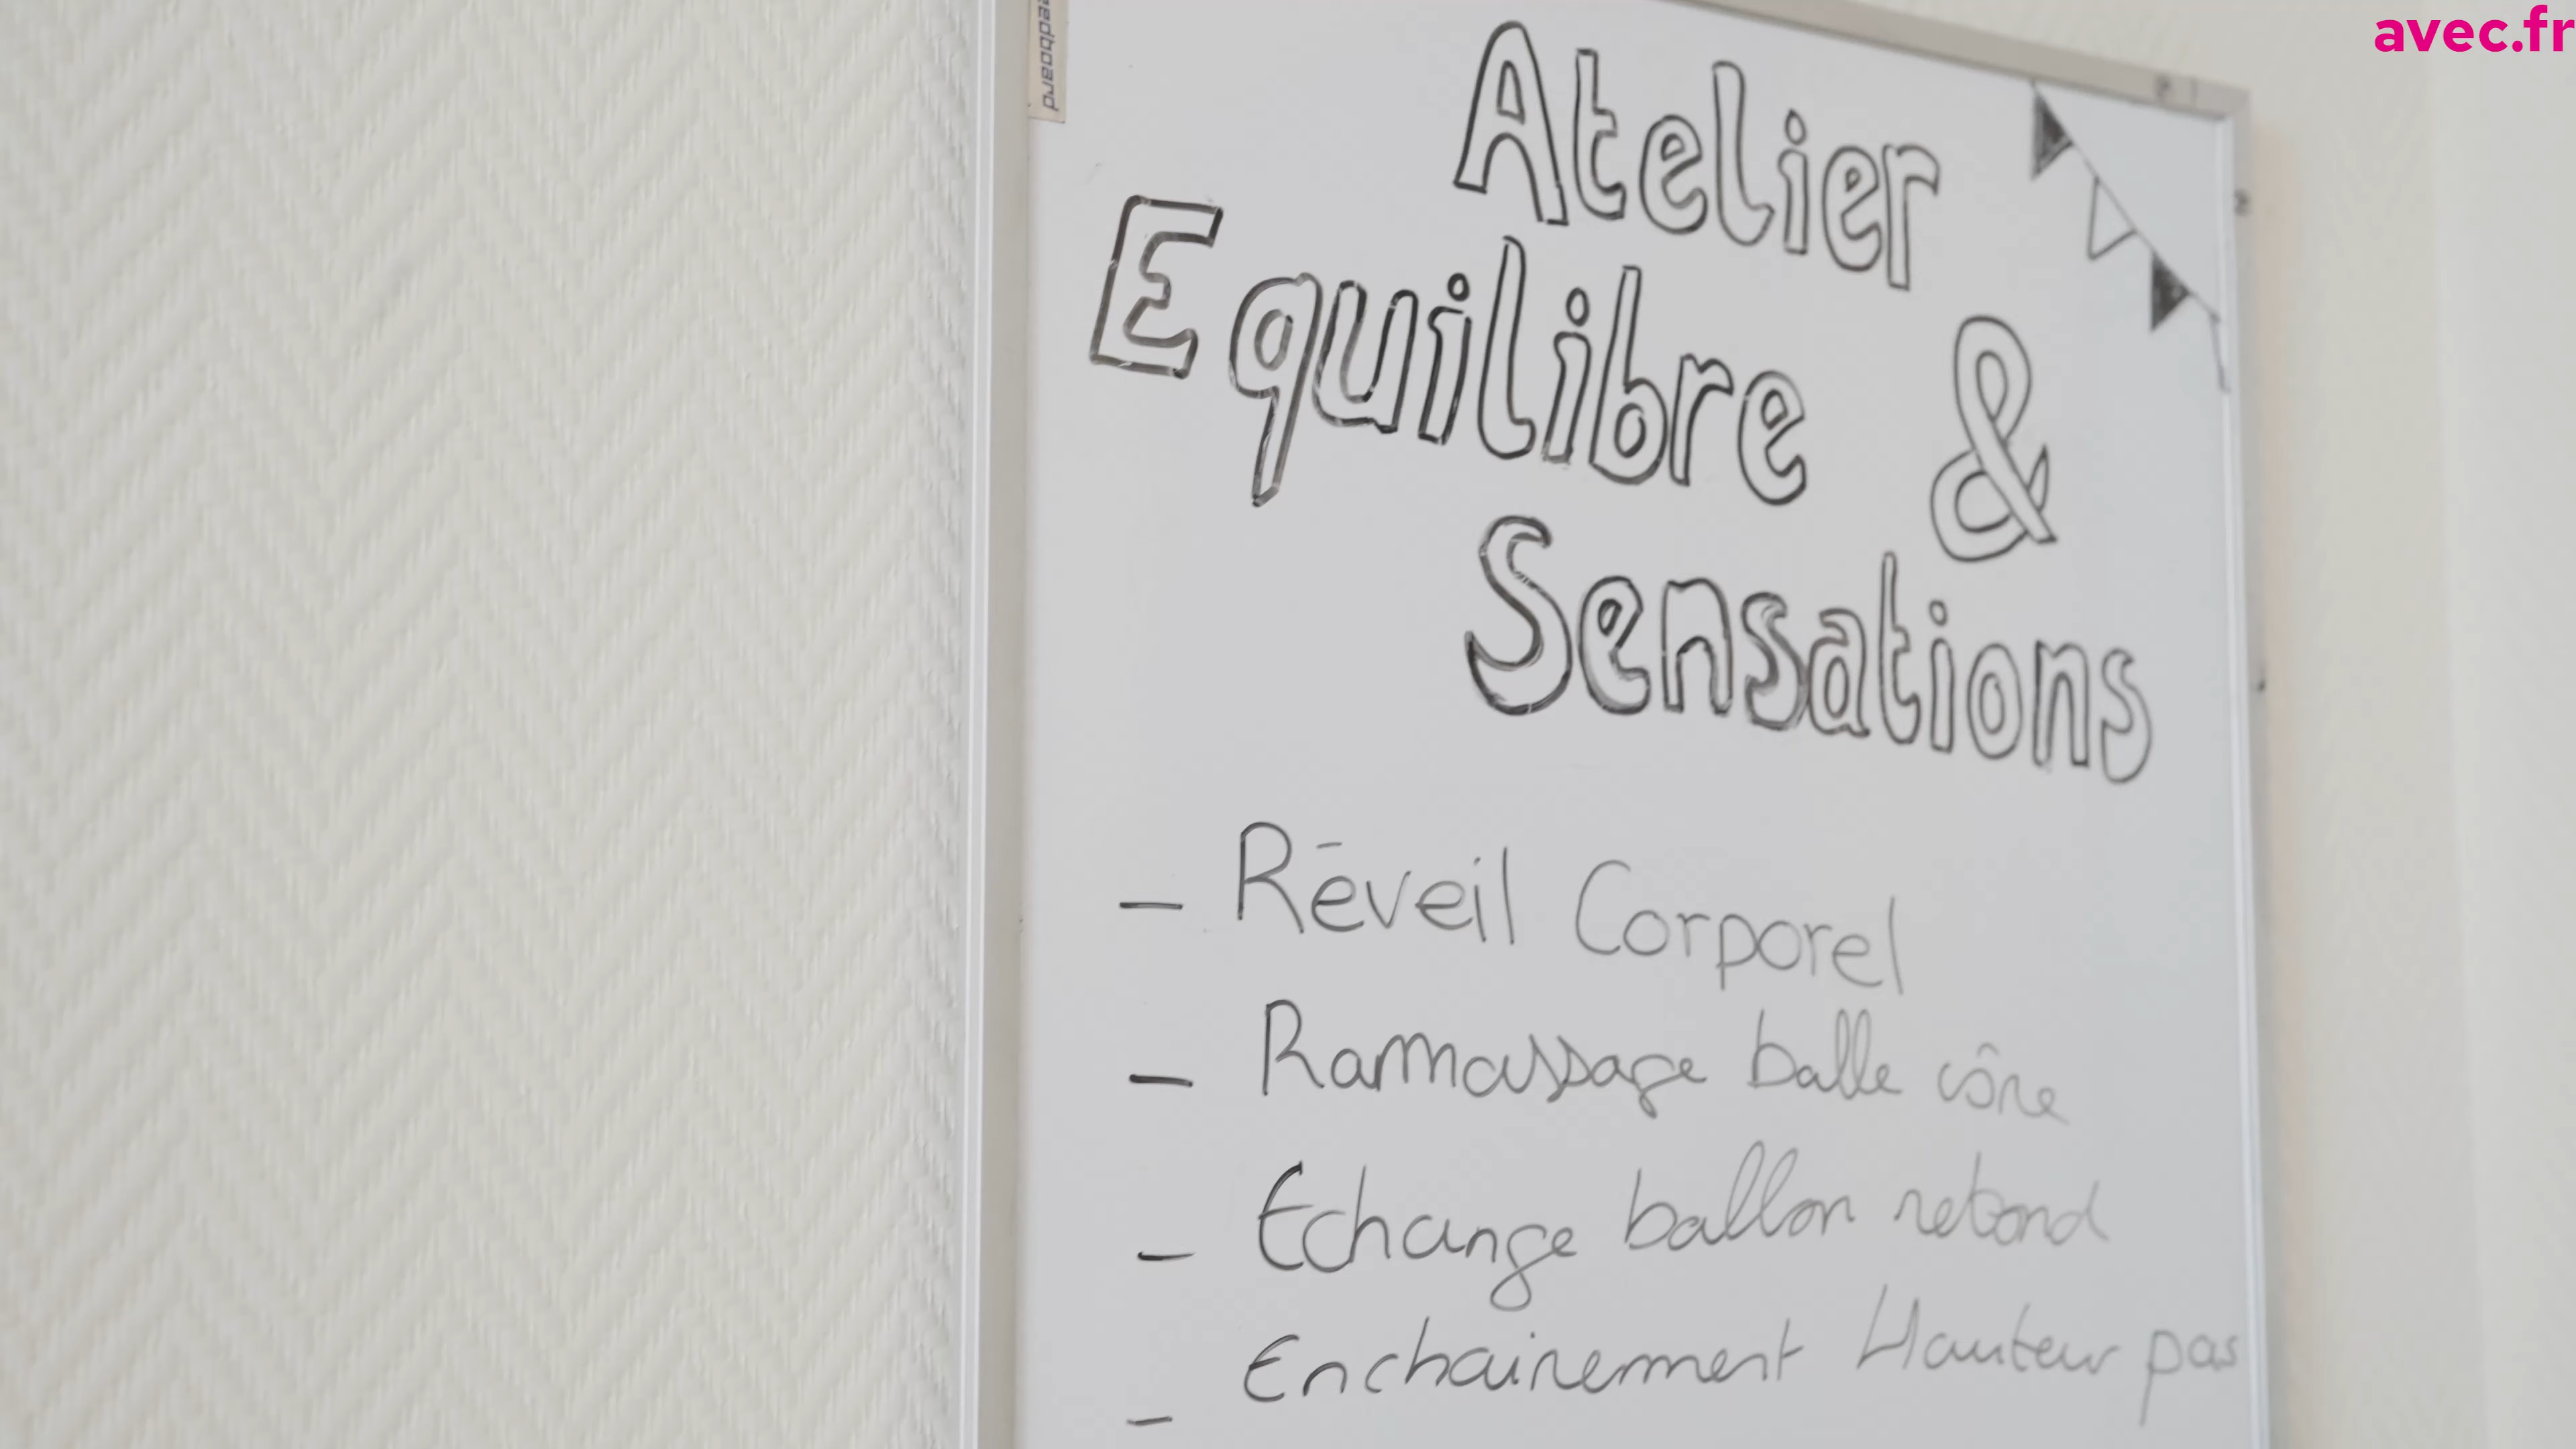 avec.fr
Atelier
Equilibre &
Sensations
– Réveil Corporel
– Ramassage balle cône
– Echange ballon rebond
– Enchainement Hauteur pas